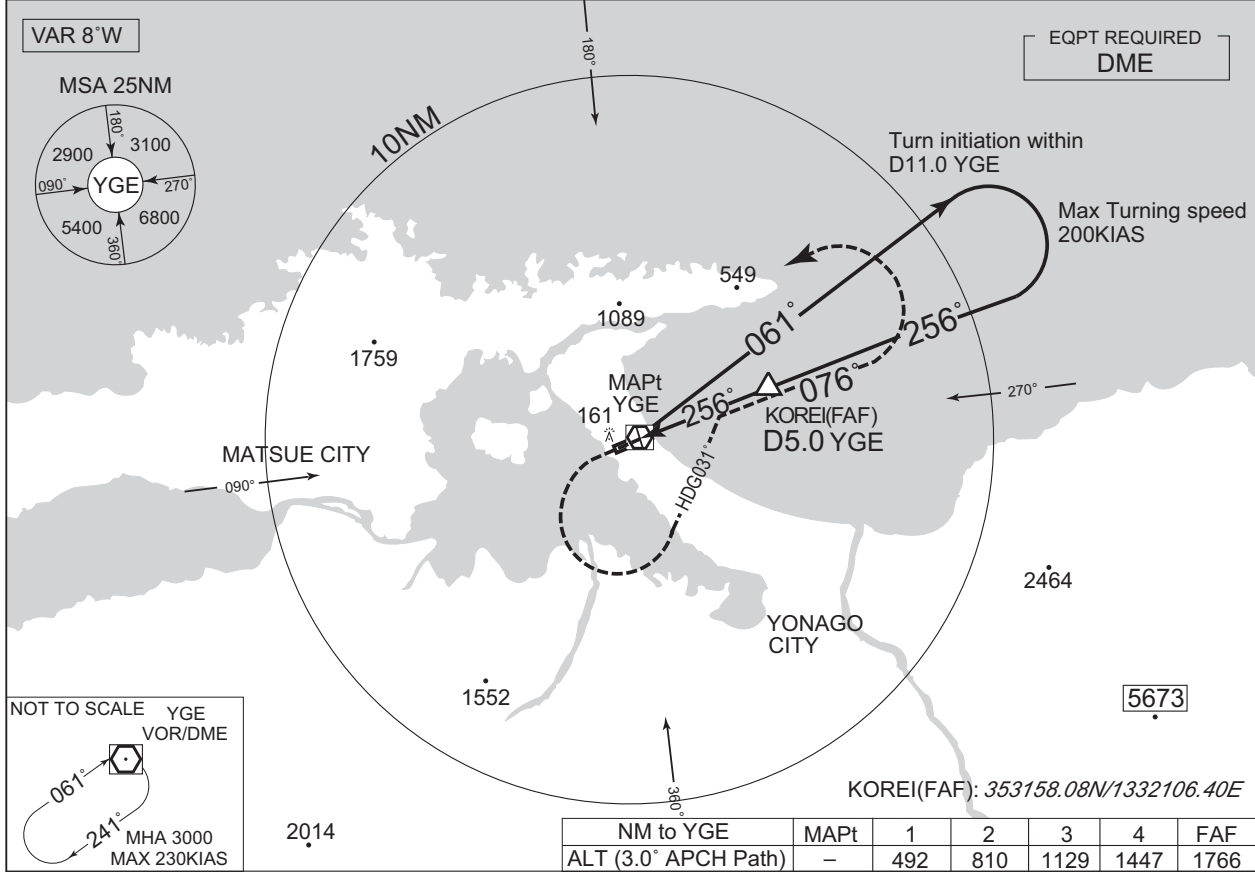 VAR 8°W
EQPT REQUIRED
DME
MSA 25NM
180°
2900
3100
090°
YGE
270°
5400
6800
360°
180°
10NM
Turn initiation within
D11.0 YGE
Max Turning speed
200KIAS
549
1089
061°
256°
1759
MAPt
YGE
256°
076°
270°
161
KOREI(FAF)
D5.0 YGE
MATSUE CITY
090°
HDG031°
2464
YONAGO
CITY
1552
5673
NOT TO SCALE
YGE
VOR/DME
061°
241°
MHA 3000
MAX 230KIAS
360°
2014
KOREI(FAF): 353158.08N/1332106.40E
NM to YGE MAPt 1 2 3 4 FAF
ALT (3.0° APCH Path) – 492 810 1129 1447 1766